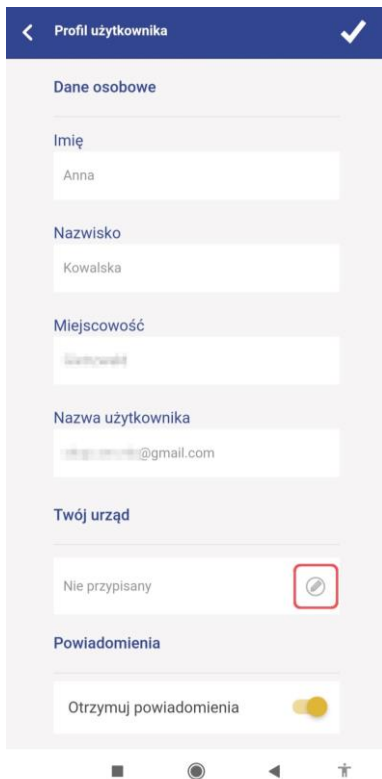 Profil użytkownika
Dane osobowe
Imię
Anna
Nazwisko
Kowalska
Miejscowość
Nazwa użytkownika
@gmail.com
Twój urząd
Nie przypisany
Powiadomienia
Otrzymuj powiadomienia